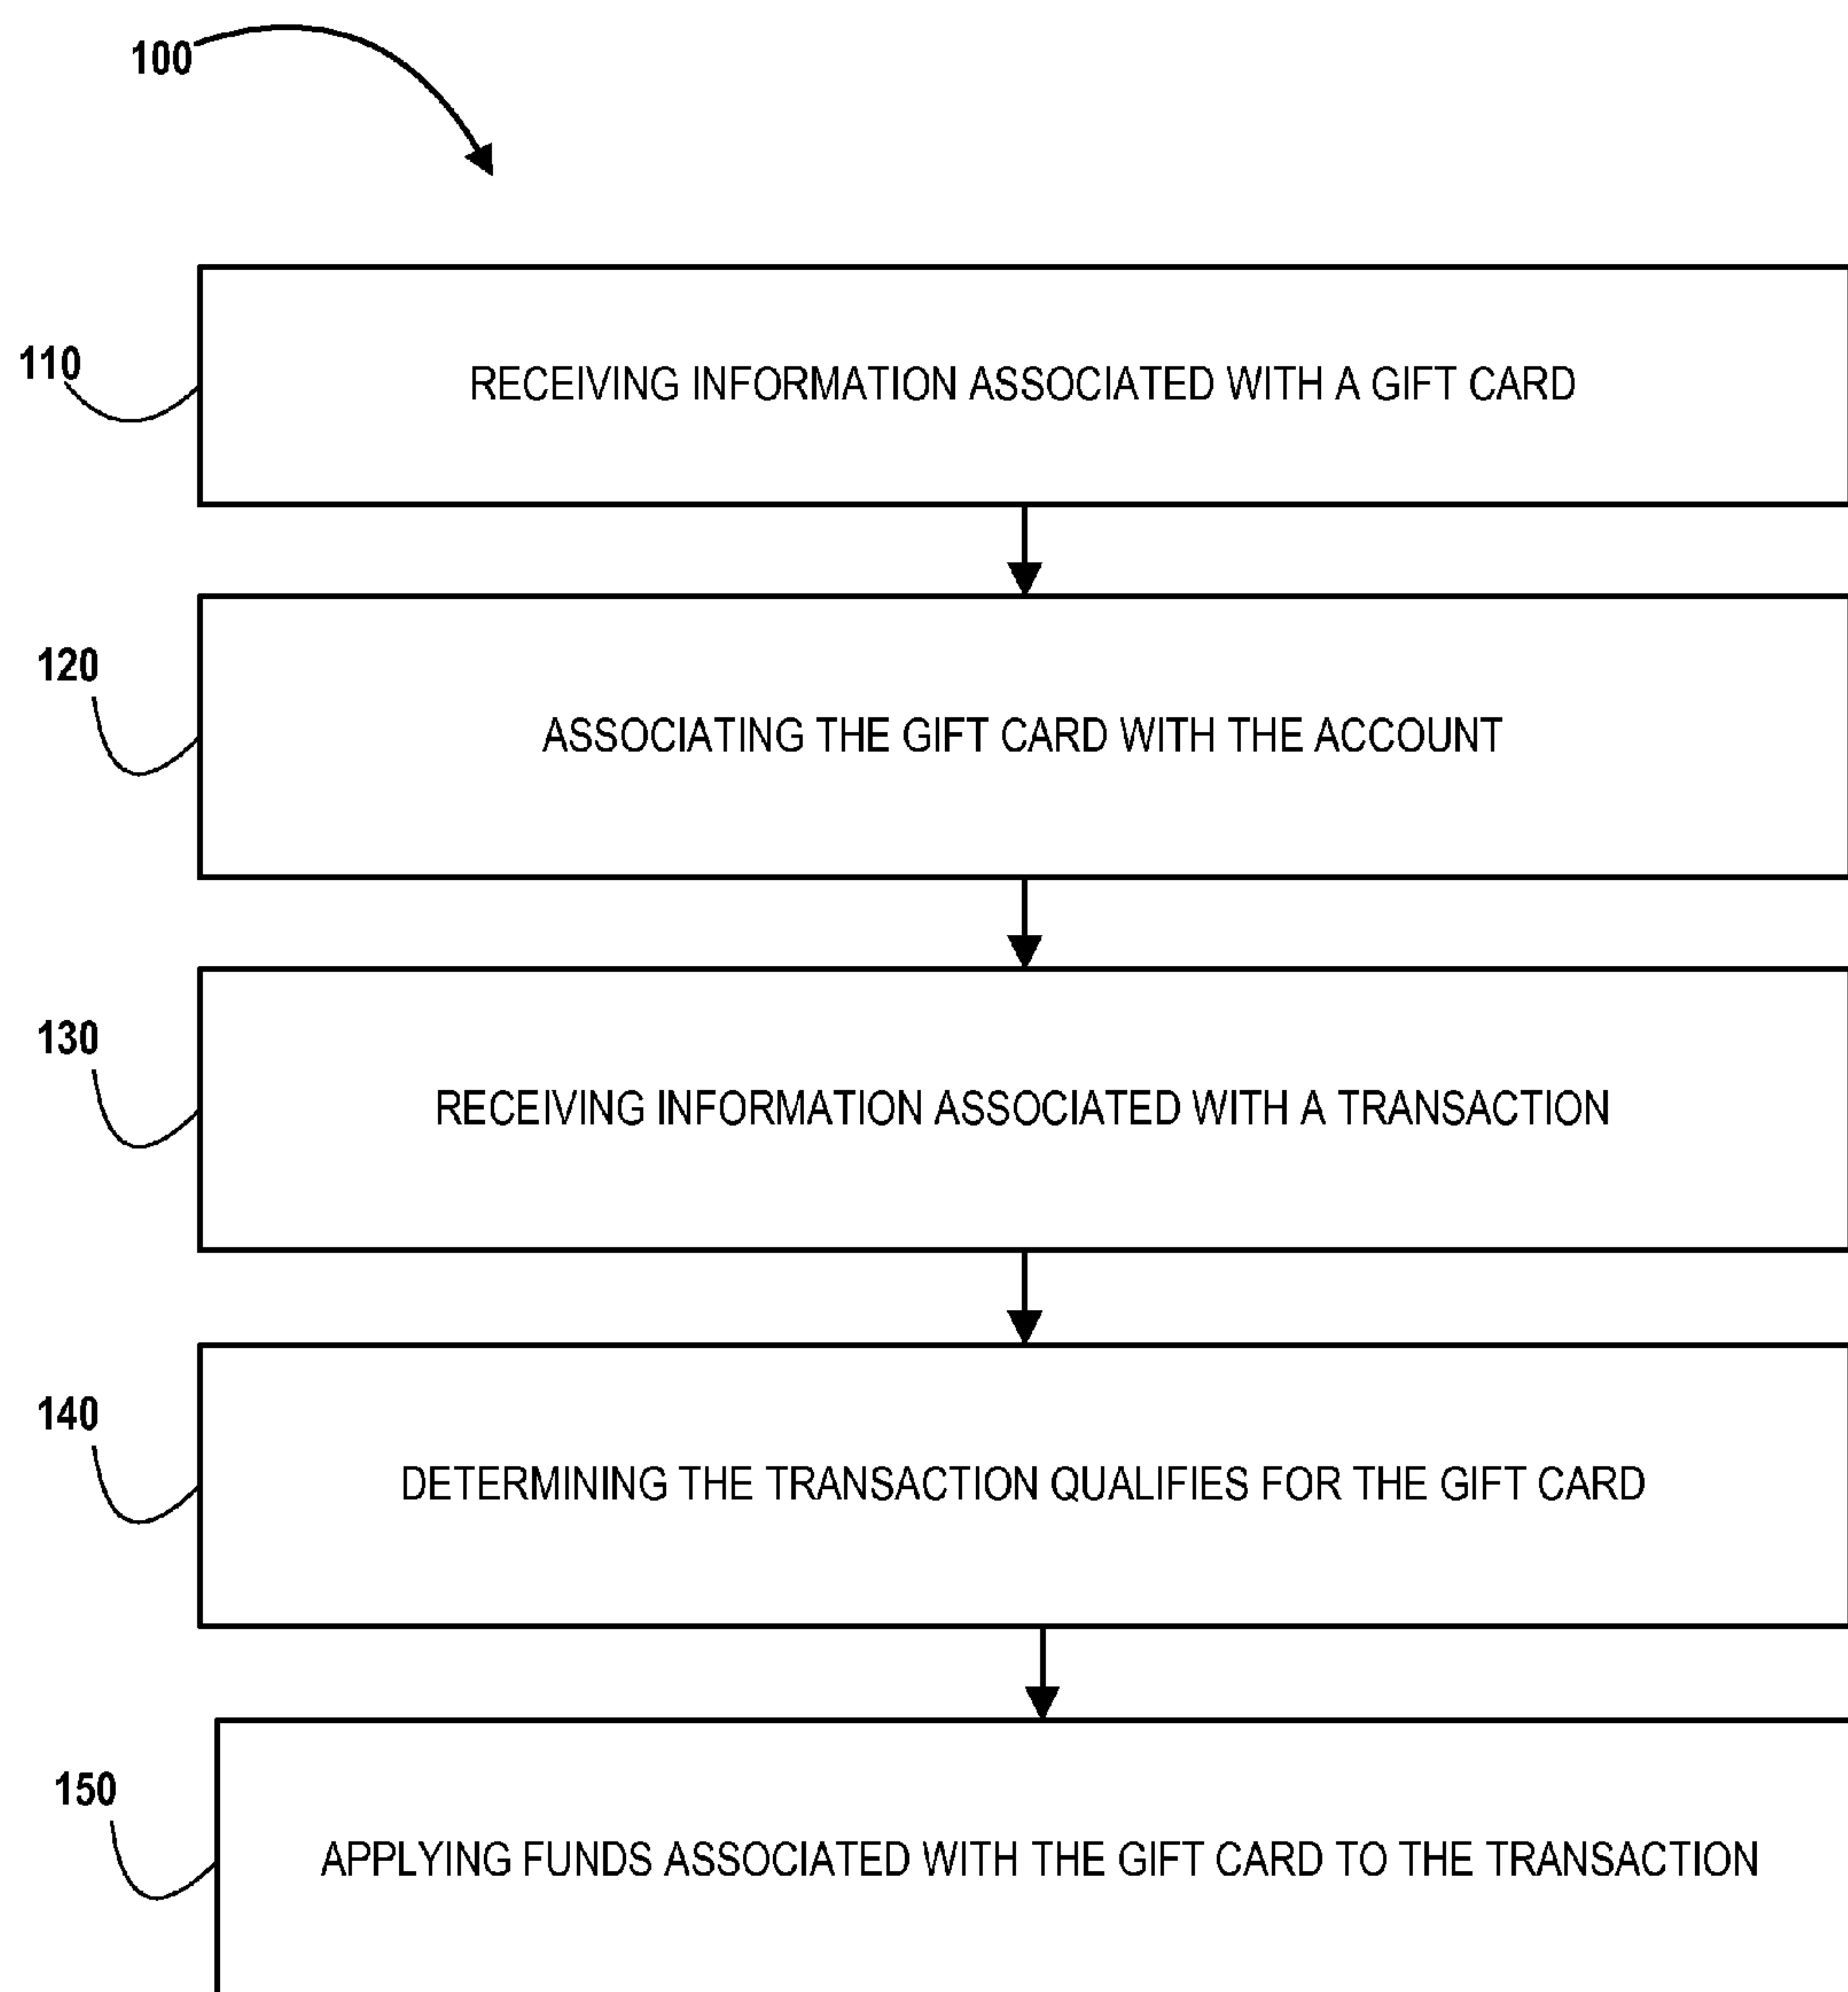 100
110
RECEIVING INFORMATION ASSOCIATED WITH A GIFT CARD
120
ASSOCIATING THE GIFT CARD WITH THE ACCOUNT
130
RECEIVING INFORMATION ASSOCIATED WITH A TRANSACTION
140
DETERMINING THE TRANSACTION QUALIFIES FOR THE GIFT CARD
150
APPLYING FUNDS ASSOCIATED WITH THE GIFT CARD TO THE TRANSACTION